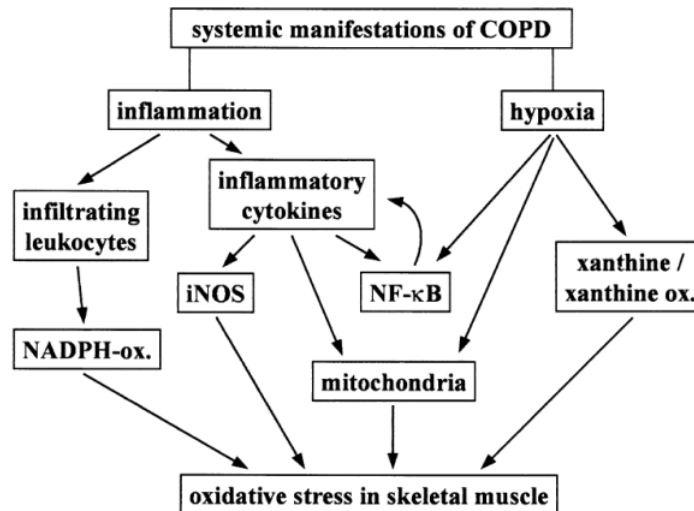 systemic manifestations of COPD
inflammation
hypoxia
inflammatory
cytokines
infiltrating
leukocytes
xanthine /
xanthine ox.
iNOS
NF-κB
NADPH-ox.
mitochondria
oxidative stress in skeletal muscle